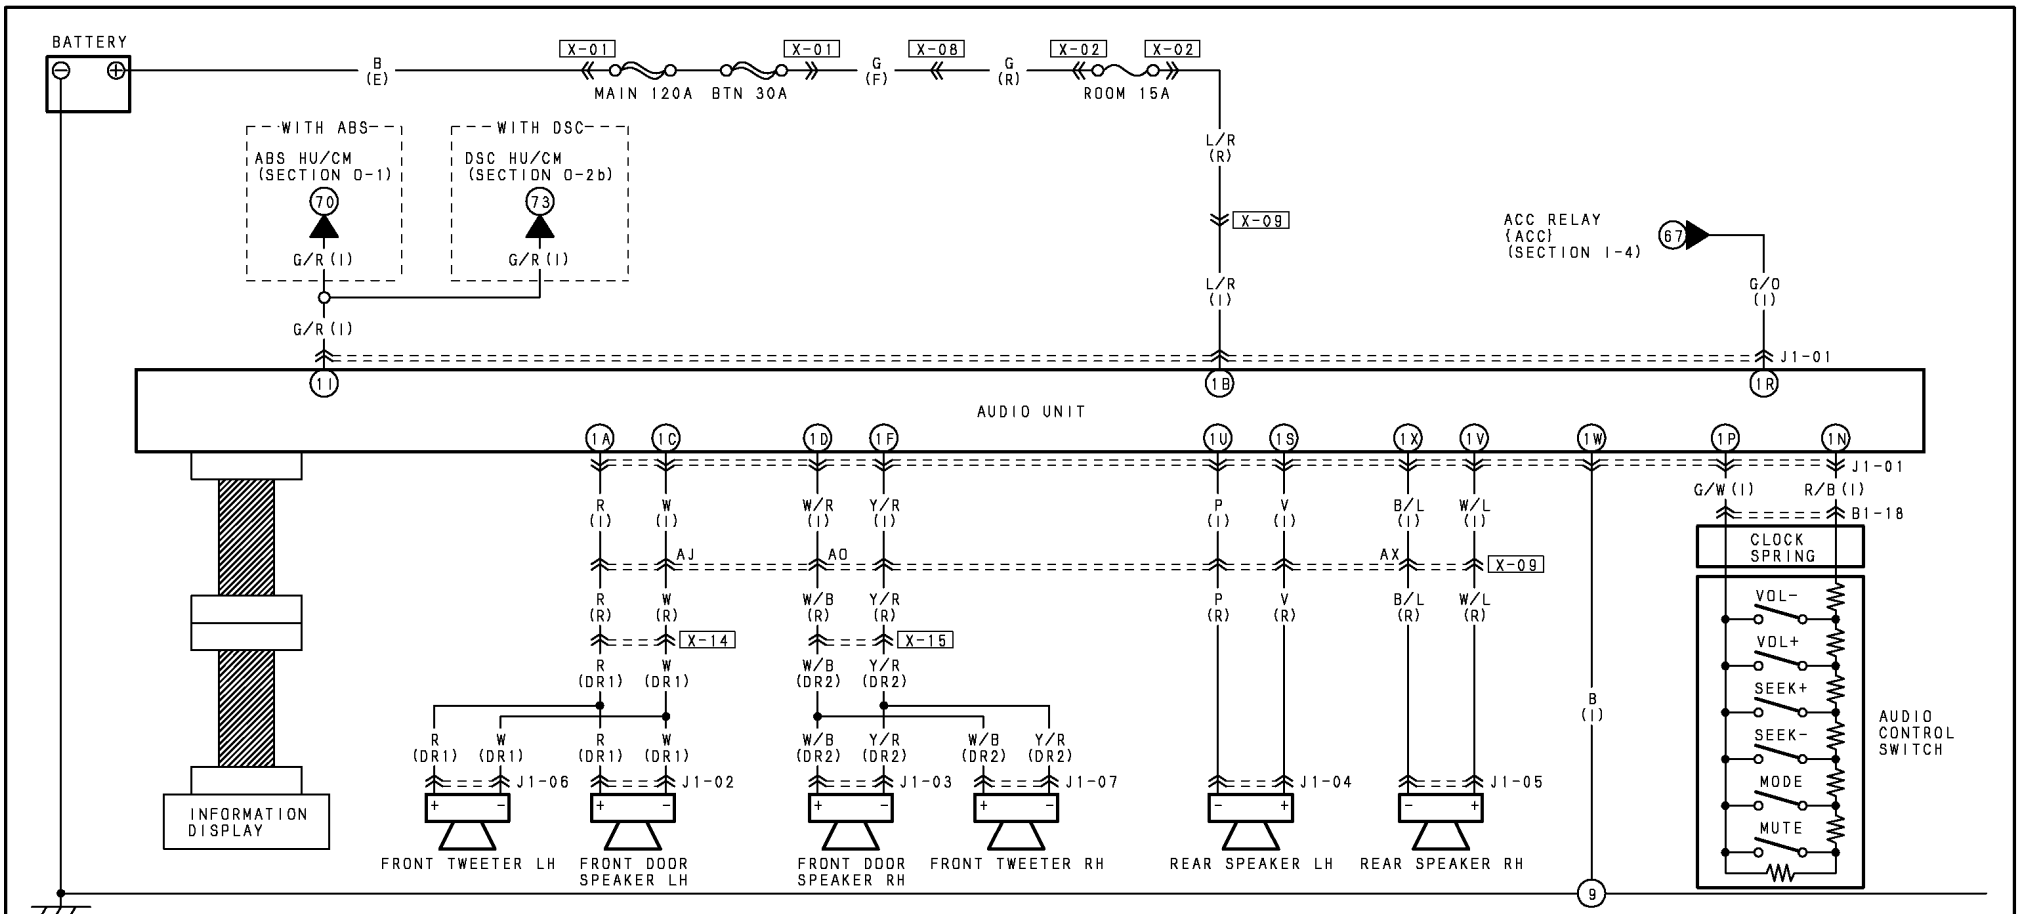 BATTERY
B
(E)
X-01
MAIN 120A
BTN 30A
X-01
G
(F)
X-08
G
(R)
X-02
ROOM 15A
X-02
WITH ABS
ABS HU/CM
(SECTION O-1)
70
G/R(I)
WITH DSC
DSC HU/CM
(SECTION O-2b)
73
G/R(I)
G/R(I)
L/R
(R)
X-09
L/R
(I)
ACC RELAY
{ACC}
(SECTION I-4)
67
G/O
(I)
J1-01
1I
1B
1R
AUDIO UNIT
1A
1C
1D
1F
1U
1S
1X
1V
1W
1P
1N
J1-01
R
(I)
W
(I)
W/R
(I)
Y/R
(I)
P
(I)
V
(I)
B/L
(I)
W/L
(I)
G/W(I)
R/B(I)
B1-18
AJ
AO
AX
X-09
CLOCK
SPRING
R
(R)
W
(R)
W/B
(R)
Y/R
(R)
P
(R)
V
(R)
B/L
(R)
W/L
(R)
X-14
X-15
R
(DR1)
W
(DR1)
W/B
(DR2)
Y/R
(DR2)
R
(DR1)
W
(DR1)
R
(DR1)
W
(DR1)
W/B
(DR2)
Y/R
(DR2)
W/B
(DR2)
Y/R
(DR2)
B
(I)
VOL-
VOL+
SEEK+
SEEK-
MODE
MUTE
AUDIO
CONTROL
SWITCH
J1-06
J1-02
J1-03
J1-07
J1-04
J1-05
+ -
+ -
+ -
+ -
- +
- +
INFORMATION
DISPLAY
FRONT TWEETER LH
FRONT DOOR
SPEAKER LH
FRONT DOOR
SPEAKER RH
FRONT TWEETER RH
REAR SPEAKER LH
REAR SPEAKER RH
9